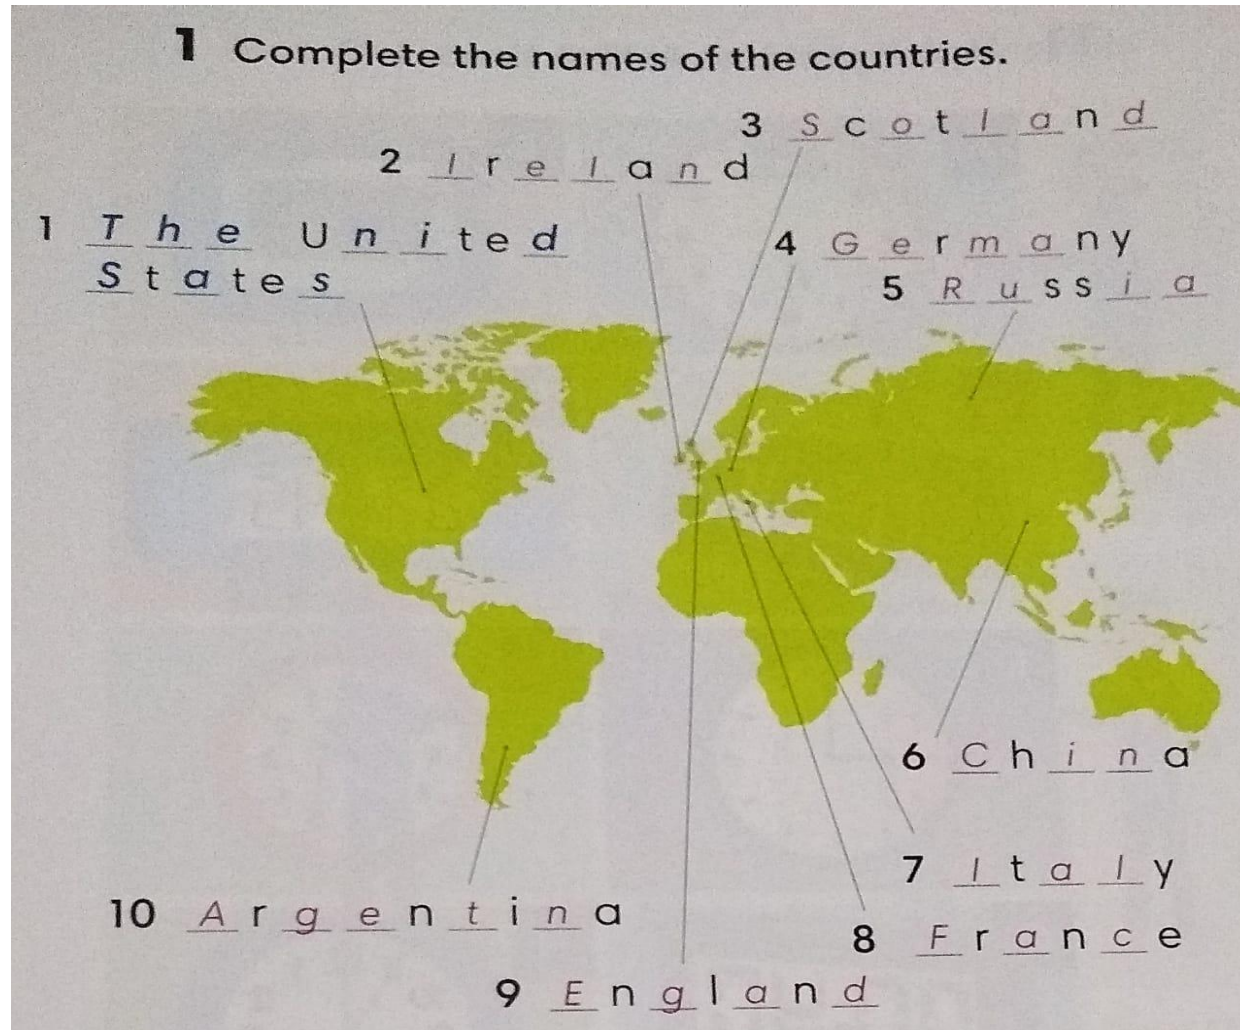 1 Complete the names of the countries.
3 Scotland
2 Ireland
1 The United
States
4 Germany
5 Russia
6 China
7 Italy
10 Argentina
8 France
9 England